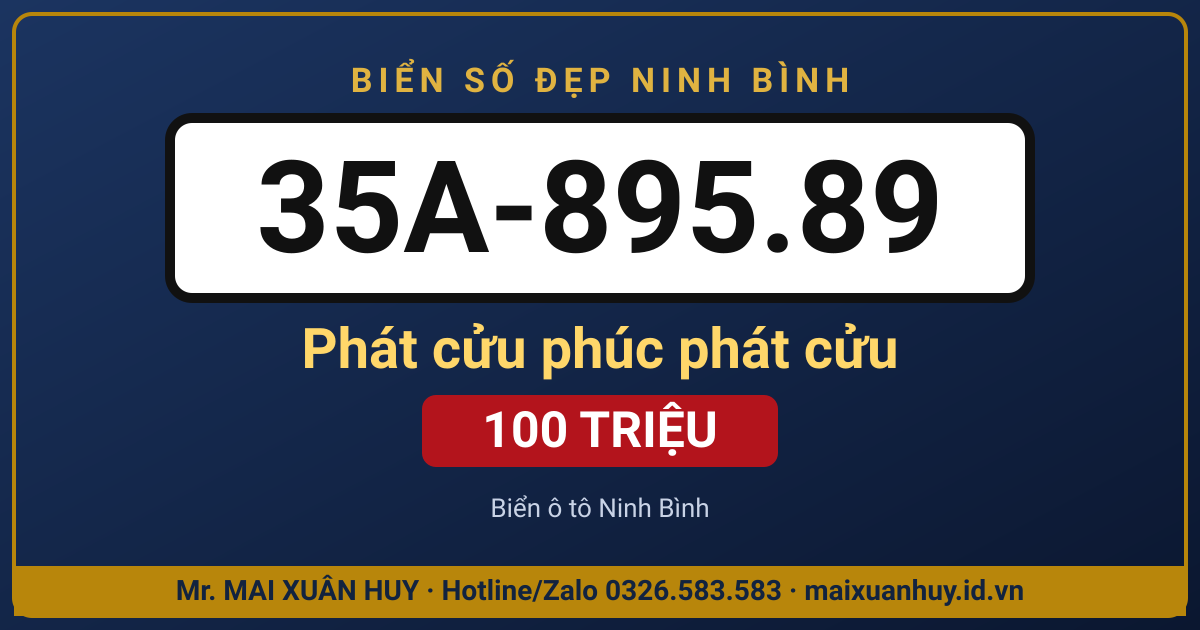 BIỂN SỐ ĐẸP NINH BÌNH
35A-895.89
Phát cửu phúc phát cửu
100 TRIỆU
Biển ô tô Ninh Bình
Mr. MAI XUÂN HUY · Hotline/Zalo 0326.583.583 · maixuanhuy.id.vn